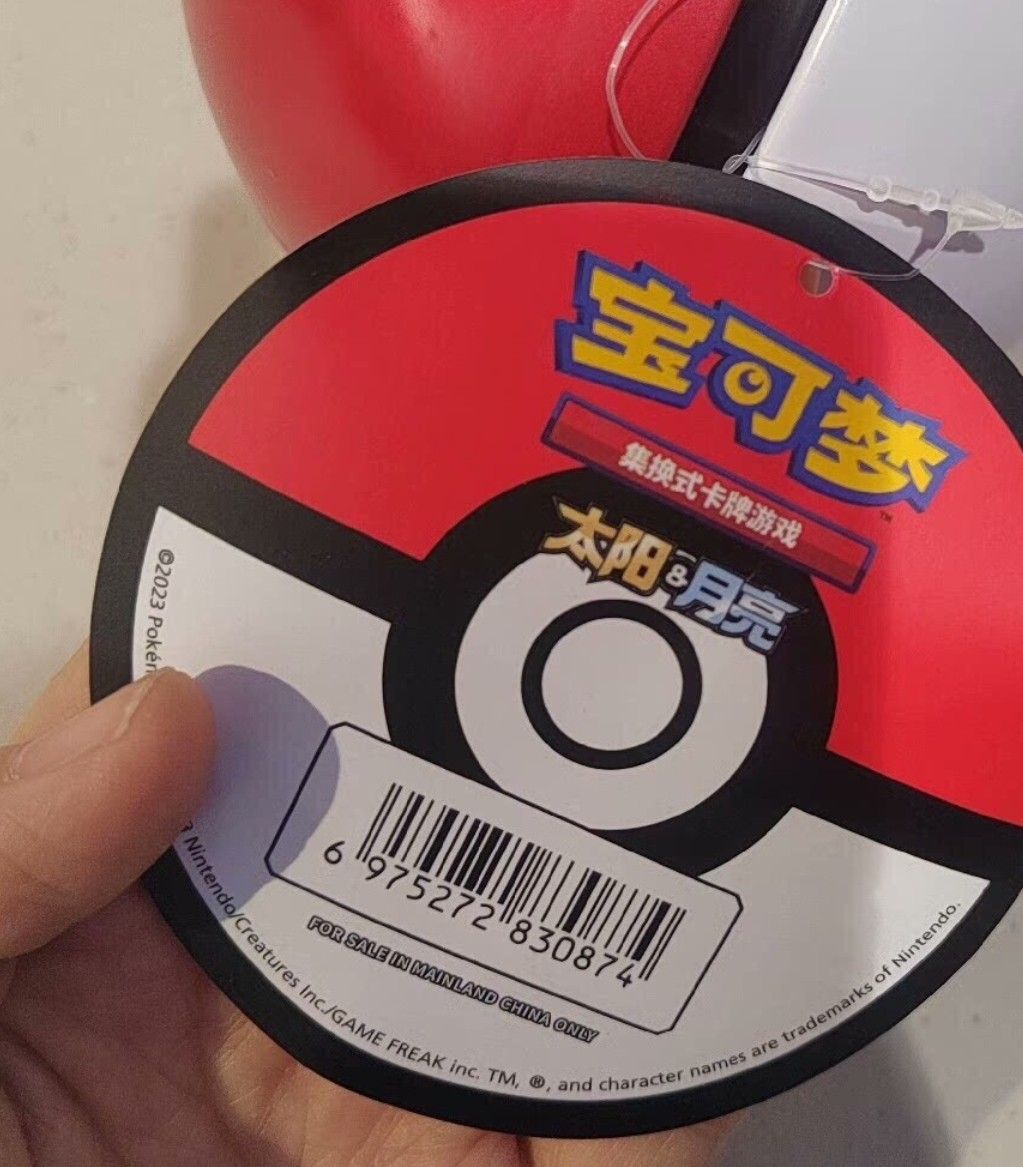 宝可梦
TM
集换式卡牌游戏
太阳&月亮
©2023 Pokém
Nintendo/Creatures Inc./GAME FREAK inc. TM, ®, and character names are trademarks of Nintendo.
6 975272 830874
FOR SALE IN MAINLAND CHINA ONLY